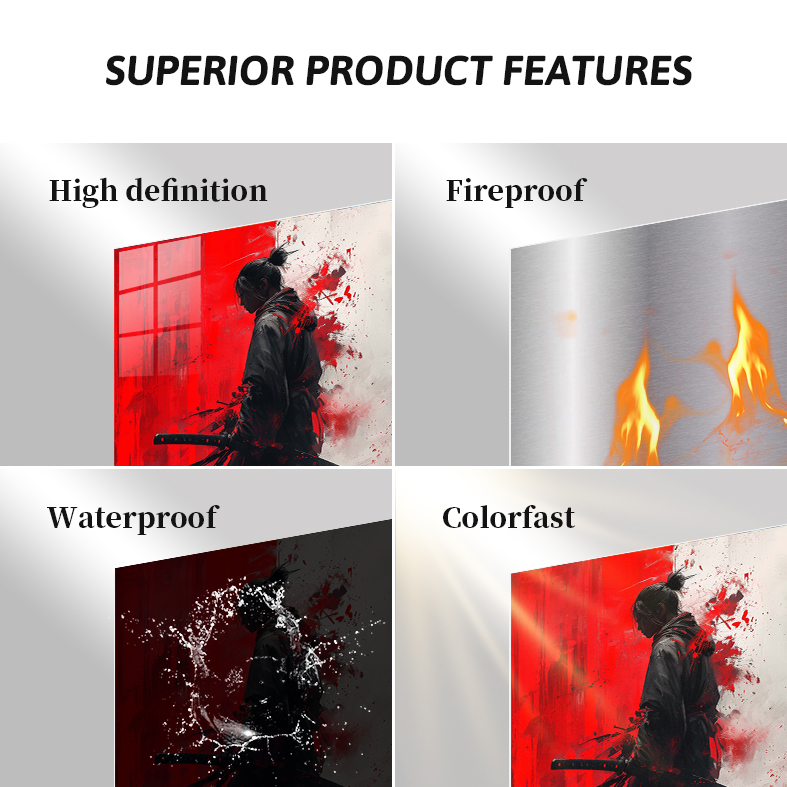 SUPERIOR PRODUCT FEATURES
High definition
Fireproof
Waterproof
Colorfast